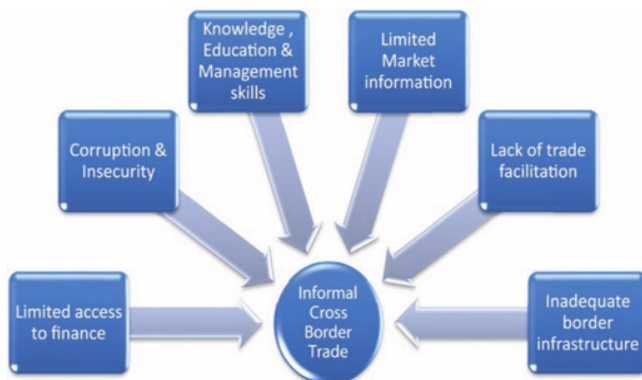 Knowledge ,
Education &
Management
skills
Limited
Market
information
Corruption &
Insecurity
Lack of trade
facilitation
Limited access
to finance
Informal
Cross
Border
Trade
Inadequate
border
infrastructure